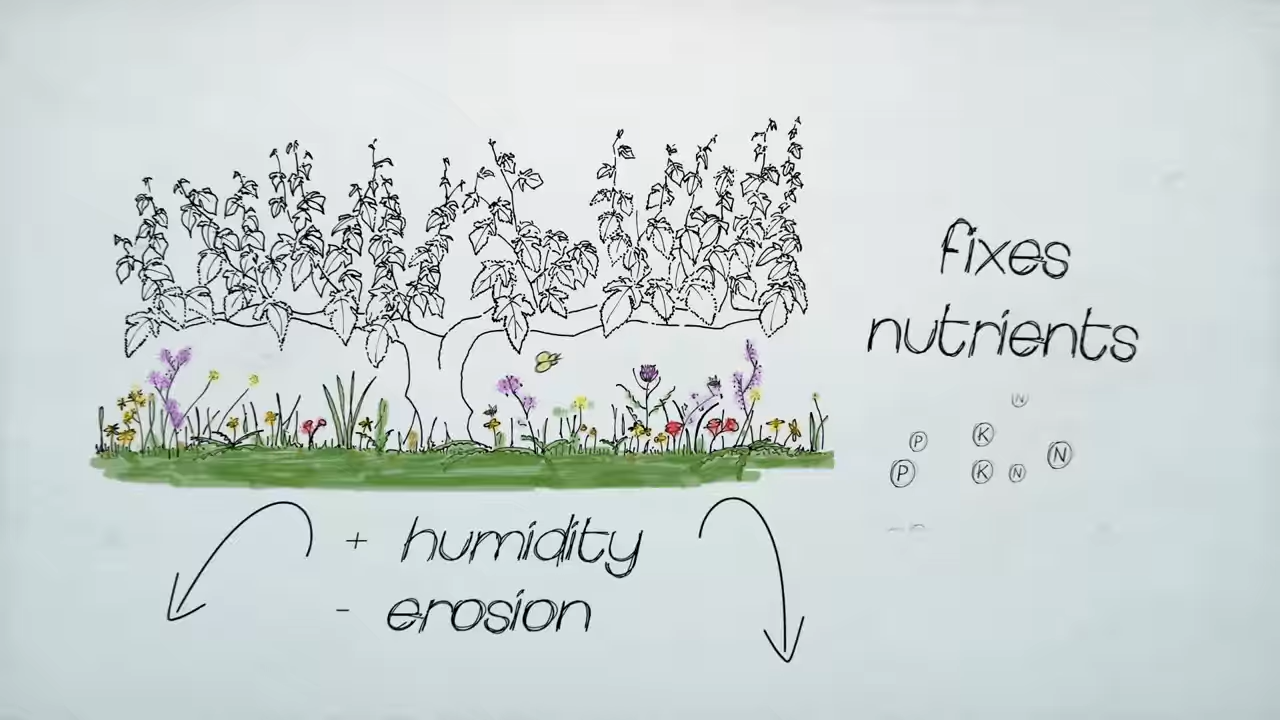 fixes
nutrients
N
P K N
P K N
+ humidity
- erosion